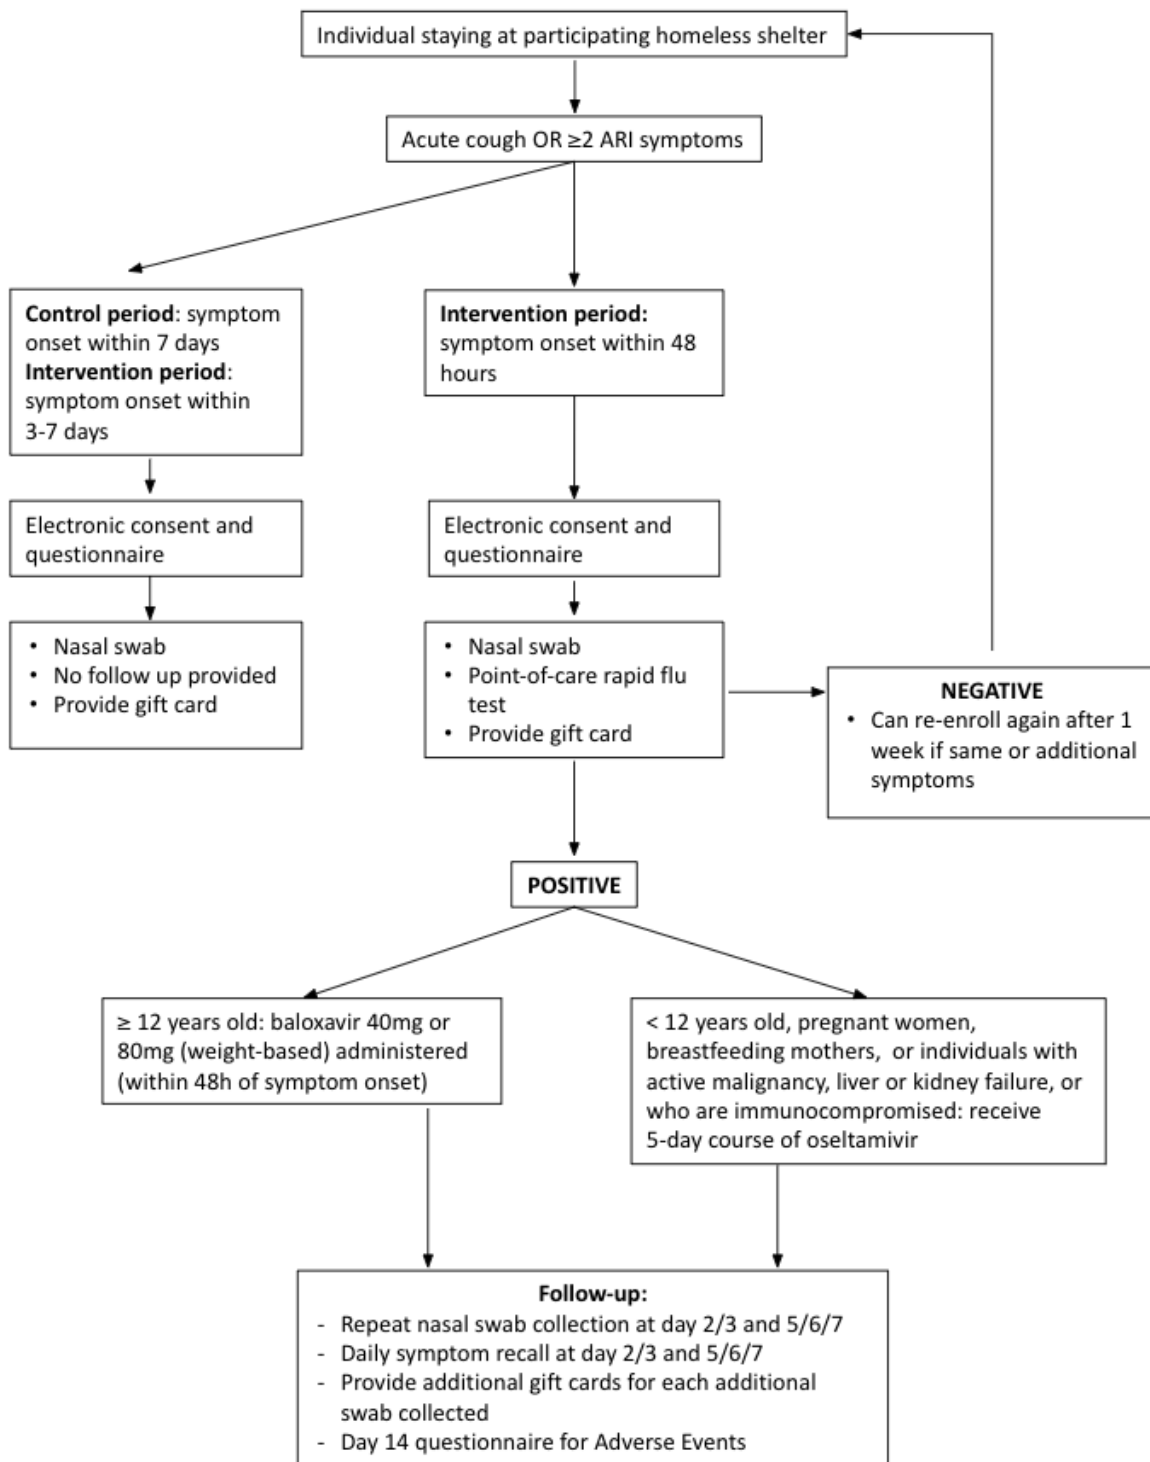 Individual staying at participating homeless shelter
Acute cough OR ≥2 ARI symptoms
Control period: symptom
onset within 7 days
Intervention period:
symptom onset within
3-7 days
Intervention period:
symptom onset within 48
hours
Electronic consent and
questionnaire
Electronic consent and
questionnaire
• Nasal swab
• No follow up provided
• Provide gift card
• Nasal swab
• Point-of-care rapid flu
test
• Provide gift card
NEGATIVE
• Can re-enroll again after 1
week if same or additional
symptoms
POSITIVE
≥ 12 years old: baloxavir 40mg or
80mg (weight-based) administered
(within 48h of symptom onset)
< 12 years old, pregnant women,
breastfeeding mothers, or individuals with
active malignancy, liver or kidney failure, or
who are immunocompromised: receive
5-day course of oseltamivir
Follow-up:
- Repeat nasal swab collection at day 2/3 and 5/6/7
- Daily symptom recall at day 2/3 and 5/6/7
- Provide additional gift cards for each additional
swab collected
- Day 14 questionnaire for Adverse Events